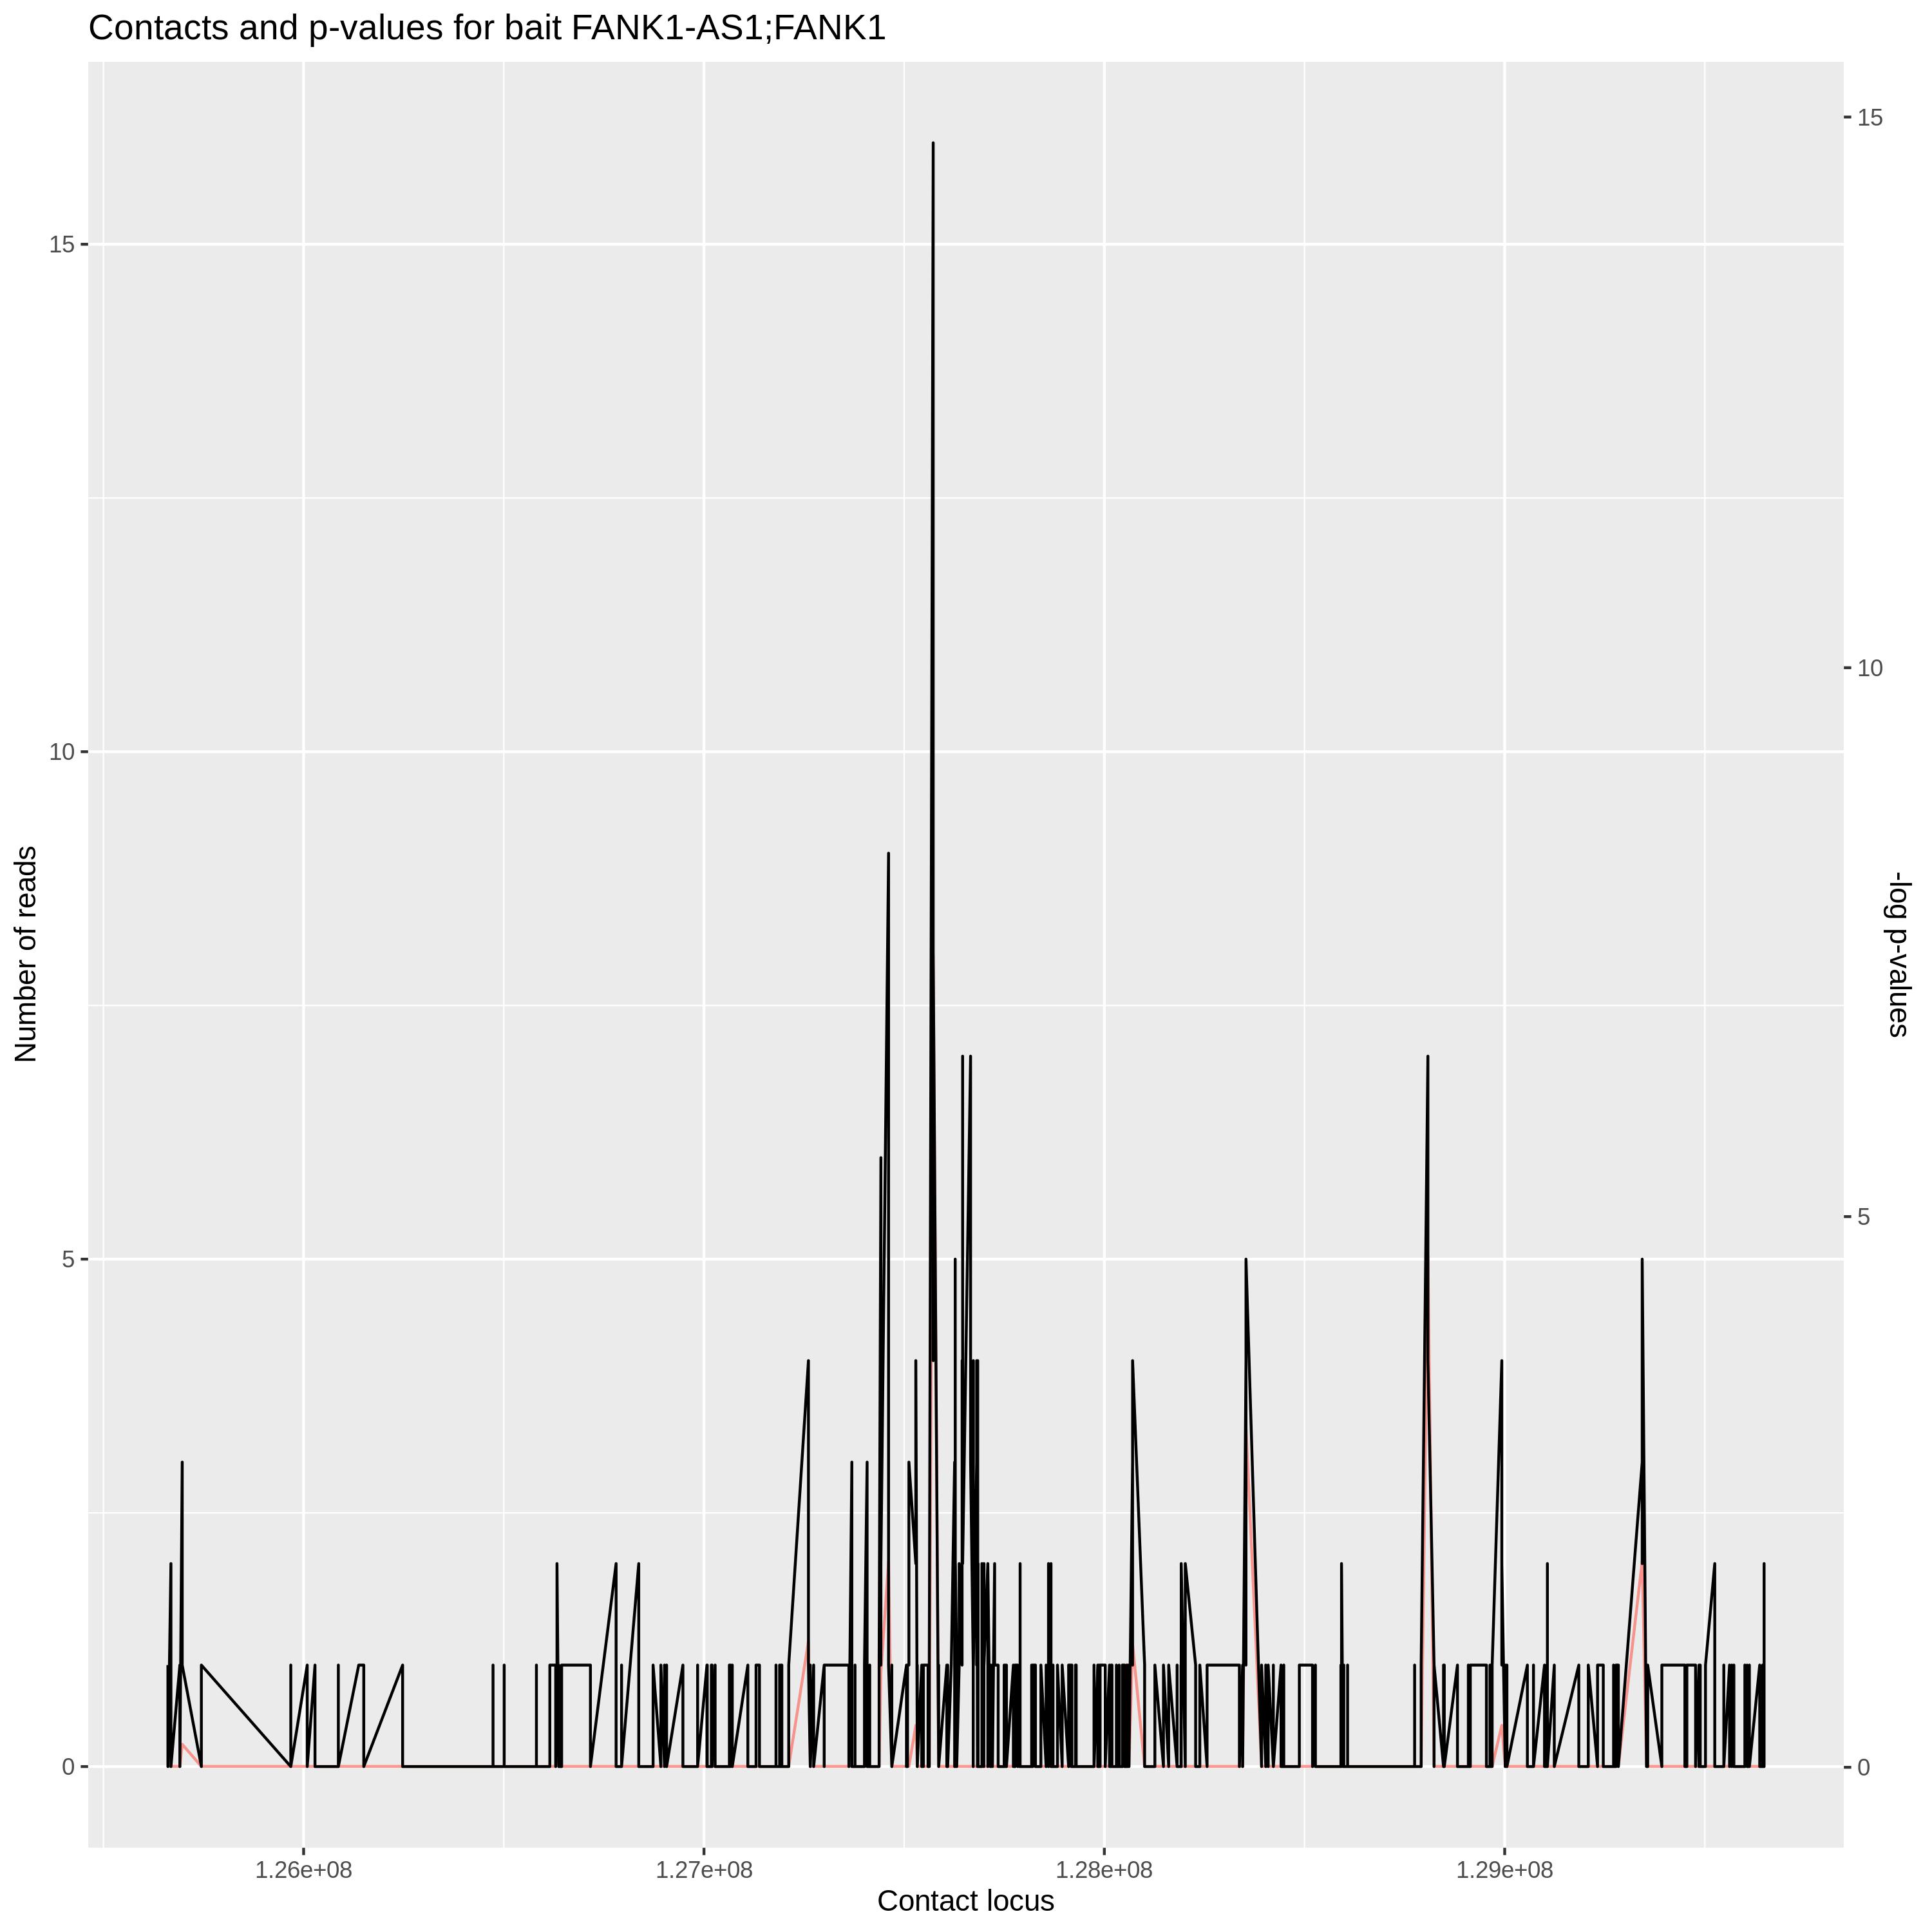 Contacts and p-values for bait FANK1-AS1;FANK1
15
10
5
0
Number of reads
15
10
5
0
-log p-values
1.26e+08 1.27e+08 1.28e+08 1.29e+08
Contact locus